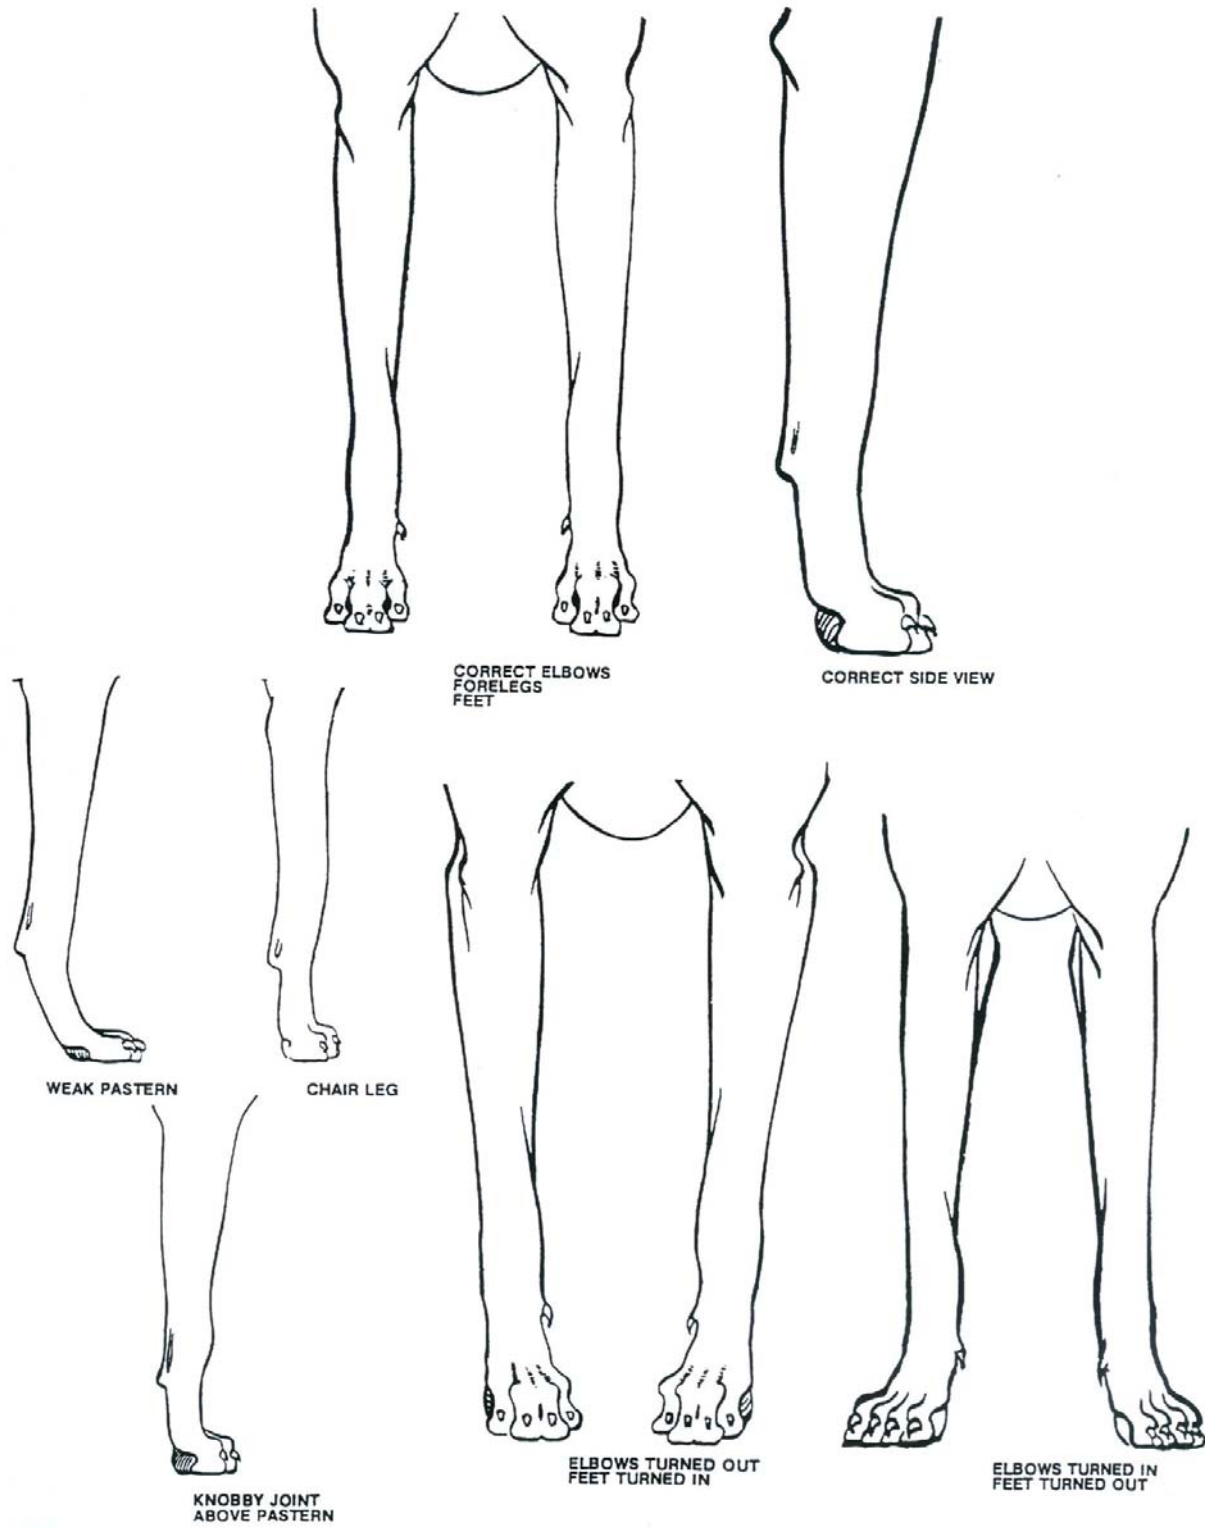 CORRECT ELBOWS
FORELEGS
FEET
CORRECT SIDE VIEW
WEAK PASTERN
CHAIR LEG
KNOBBY JOINT
ABOVE PASTERN
ELBOWS TURNED OUT
FEET TURNED IN
ELBOWS TURNED IN
FEET TURNED OUT